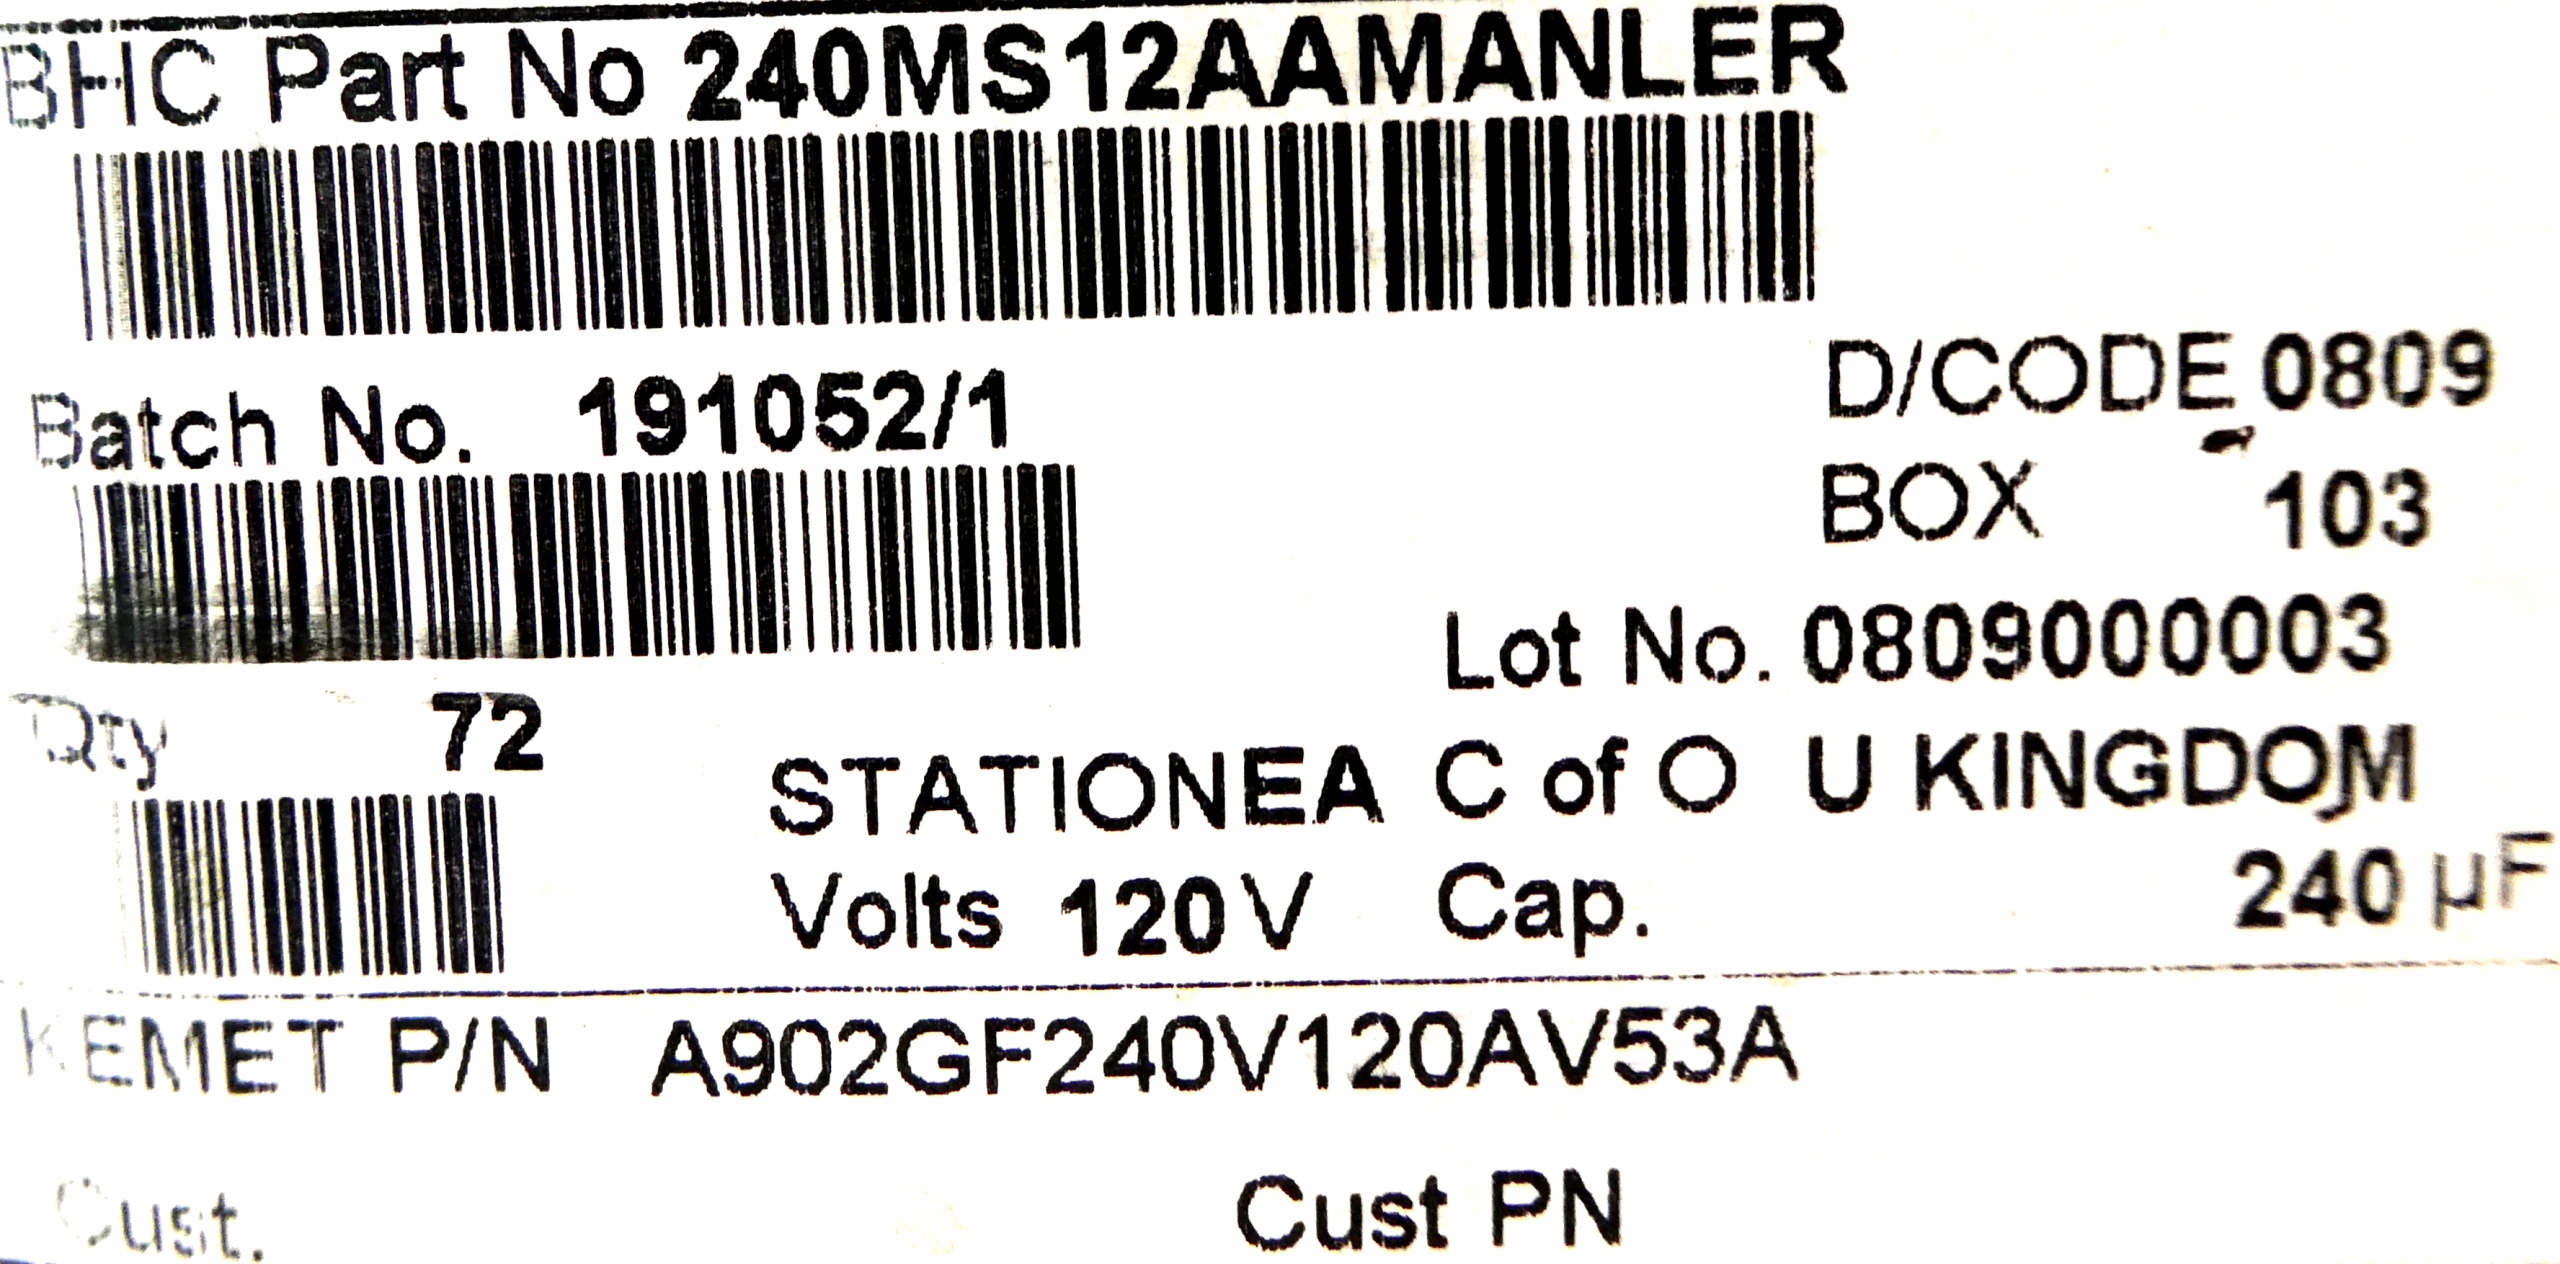 BHC Part No 240MS12AAMANLER
Batch No. 191052/1
D/CODE 0809
BOX 103
Lot No. 0809000003
Qty 72
STATIONEA C of O U KINGDOM
Volts 120 V Cap. 240 µF
KEMET P/N A902GF240V120AV53A
Cust. Cust PN